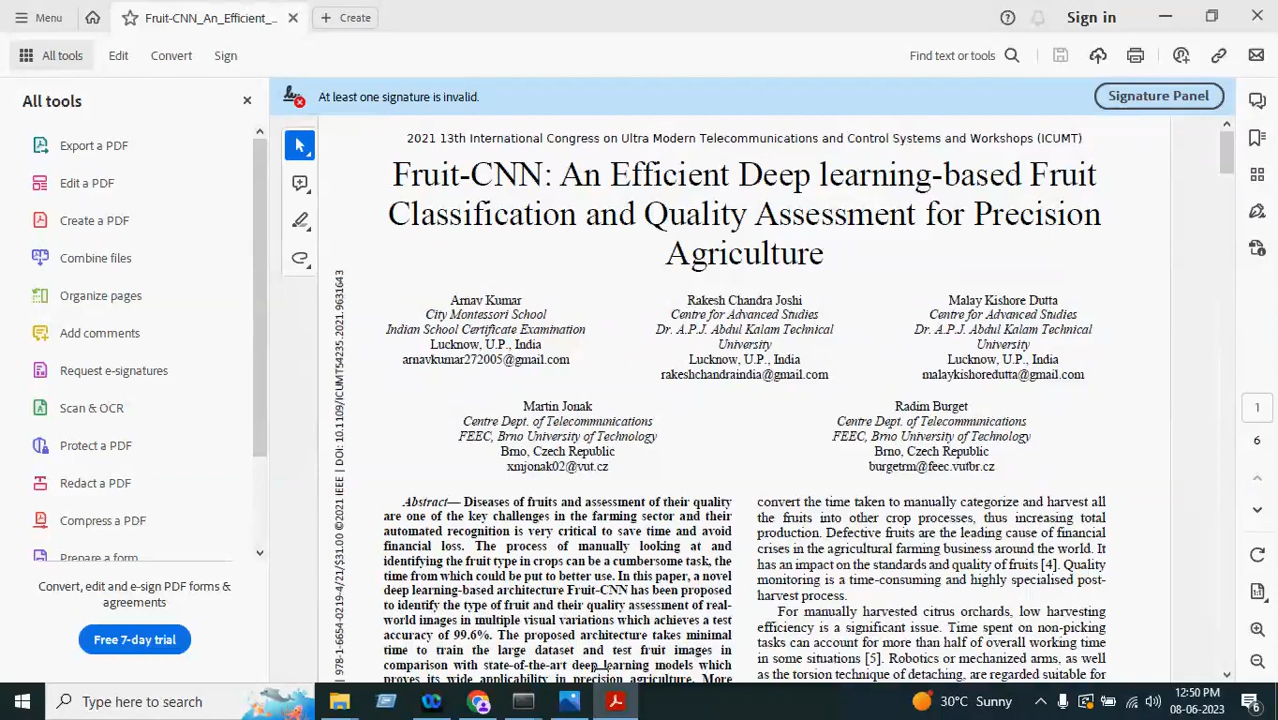 Menu
Fruit-CNN_An_Efficient_...
Create
Sign in
All tools
Edit
Convert
Sign
Find text or tools
All tools
At least one signature is invalid.
Signature Panel
Export a PDF
Edit a PDF
Create a PDF
Combine files
Organize pages
Add comments
Request e-signatures
Scan & OCR
Protect a PDF
Redact a PDF
Compress a PDF
Prepare a form
Convert, edit and e-sign PDF forms &
agreements
Free 7-day trial
2021 13th International Congress on Ultra Modern Telecommunications and Control Systems and Workshops (ICUMT)
Fruit-CNN: An Efficient Deep learning-based Fruit
Classification and Quality Assessment for Precision
Agriculture
Arnav Kumar
City Montessori School
Indian School Certificate Examination
Lucknow, U.P., India
arnavkumar272005@gmail.com
Rakesh Chandra Joshi
Centre for Advanced Studies
Dr. A.P.J. Abdul Kalam Technical
University
Lucknow, U.P., India
rakeshchandraindia@gmail.com
Malay Kishore Dutta
Centre for Advanced Studies
Dr. A.P.J. Abdul Kalam Technical
University
Lucknow, U.P., India
malaykishoredutta@gmail.com
Martin Jonak
Centre Dept. of Telecommunications
FEEC, Brno University of Technology
Brno, Czech Republic
xmjonak02@vut.cz
Radim Burget
Centre Dept. of Telecommunications
FEEC, Brno University of Technology
Brno, Czech Republic
burgetrm@feec.vutbr.cz
978-1-6654-0219-4/21/$31.00 ©2021 IEEE | DOI: 10.1109/ICUMT54235.2021.9631643
Abstract— Diseases of fruits and assessment of their quality
are one of the key challenges in the farming sector and their
automated recognition is very critical to save time and avoid
financial loss. The process of manually looking at and
identifying the fruit type in crops can be a cumbersome task, the
time from which could be put to better use. In this paper, a novel
deep learning-based architecture Fruit-CNN has been proposed
to identify the type of fruit and their quality assessment of real-
world images in multiple visual variations which achieves a test
accuracy of 99.6%. The proposed architecture takes minimal
time to train the large dataset and test fruit images in
comparison with state-of-the-art deep learning models which
proves its wide applicability in precision agriculture. More
convert the time taken to manually categorize and harvest all
the fruits into other crop processes, thus increasing total
production. Defective fruits are the leading cause of financial
crises in the agricultural farming business around the world. It
has an impact on the standards and quality of fruits [4]. Quality
monitoring is a time-consuming and highly specialised post-
harvest process.
For manually harvested citrus orchards, low harvesting
efficiency is a significant issue. Time spent on non-picking
tasks can account for more than half of overall working time
in some situations [5]. Robotics or mechanized arms, as well
as the torsion technique of detaching, are regarded suitable for
1
6
Type here to search
30°C Sunny
12:50 PM
08-06-2023
6